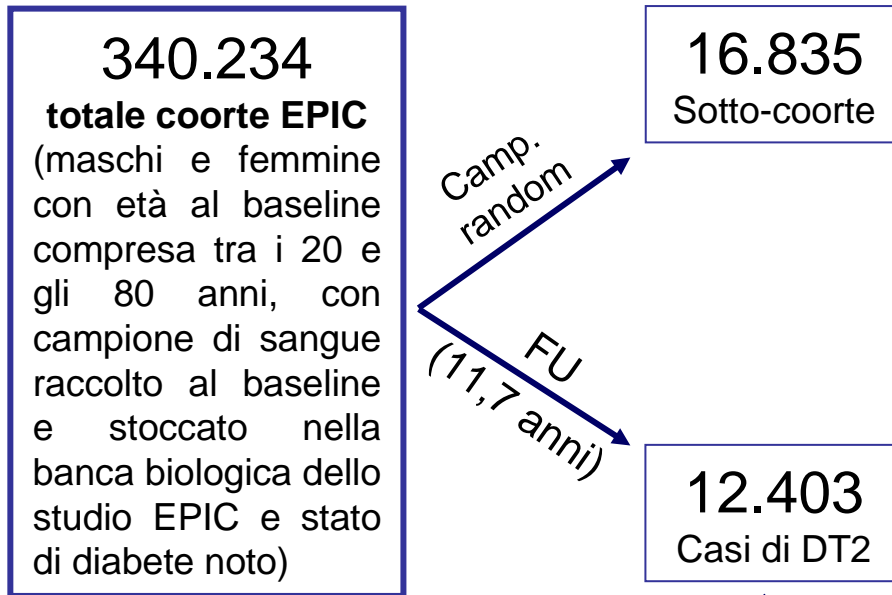 340.234
totale coorte EPIC
(maschi e femmine
con età al baseline
compresa tra i 20 e
gli 80 anni, con
campione di sangue
raccolto al baseline
e stoccato nella
banca biologica dello
studio EPIC e stato
di diabete noto)
Camp.
random
FU
(11,7 anni)
16.835
Sotto-coorte
12.403
Casi di DT2